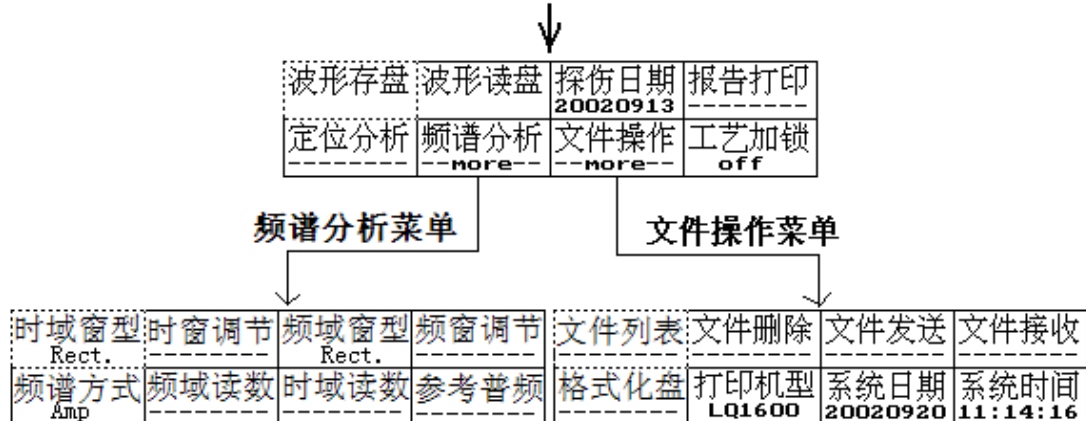 波形存盘 波形读盘 探伤日期 报告打印
20020913 --------
定位分析 频谱分析 文件操作 工艺加锁
-------- --more-- --more-- off
频谱分析菜单 文件操作菜单
时域窗型 时窗调节 频域窗型 频窗调节 文件列表 文件删除 文件发送 文件接收
Rect. -------- Rect. -------- -------- -------- -------- --------
频谱方式 频域读数 时域读数 参考普频 格式化盘 打印机型 系统日期 系统时间
Amp -------- -------- -------- -------- LQ1600 20020920 11:14:16